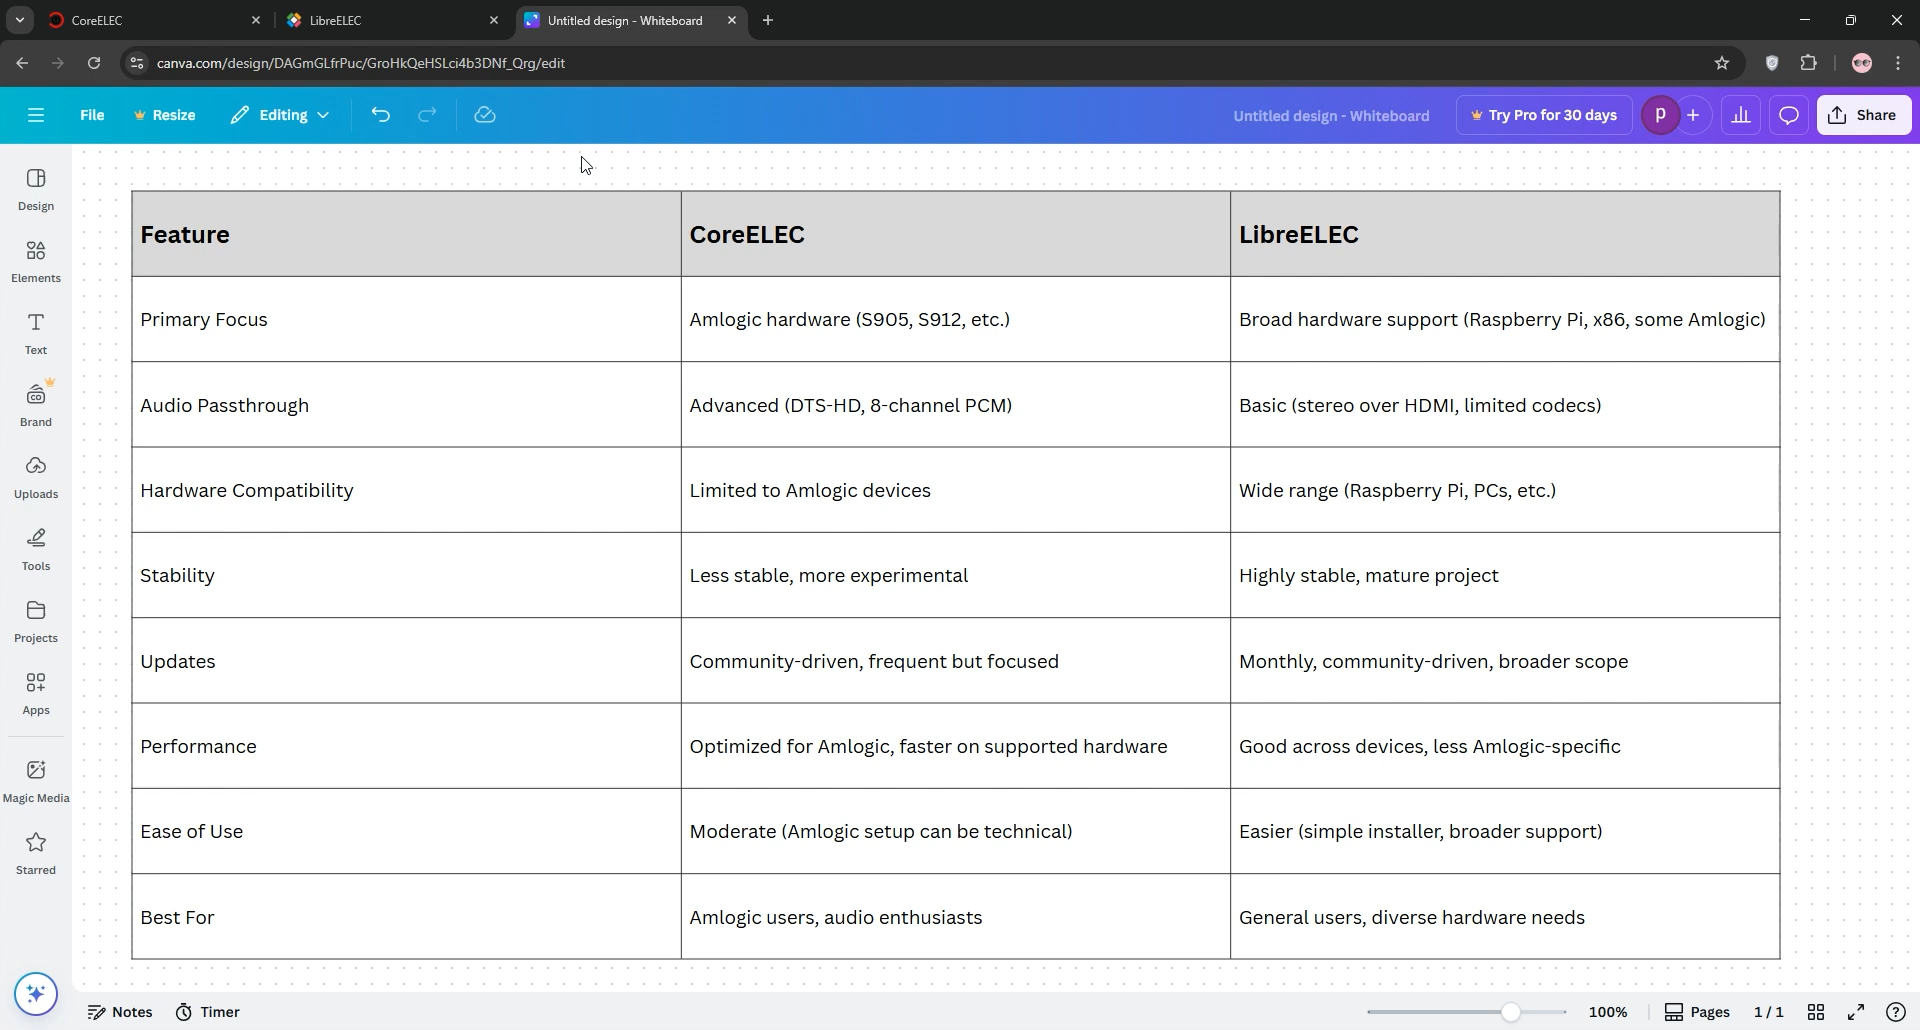 CoreELEC
LibreELEC
Untitled design - Whiteboard
canva.com/design/DAGmGLfrPuc/GroHkQeHSLci4b3DNf_Qrg/edit
File
Resize
Editing
Untitled design - Whiteboard
Try Pro for 30 days
P
Share
Design
Elements
Text
Brand
Uploads
Tools
Projects
Apps
Magic Media
Starred
Feature CoreELEC LibreELEC
Primary Focus Amlogic hardware (S905, S912, etc.) Broad hardware support (Raspberry Pi, x86, some Amlogic)
Audio Passthrough Advanced (DTS-HD, 8-channel PCM) Basic (stereo over HDMI, limited codecs)
Hardware Compatibility Limited to Amlogic devices Wide range (Raspberry Pi, PCs, etc.)
Stability Less stable, more experimental Highly stable, mature project
Updates Community-driven, frequent but focused Monthly, community-driven, broader scope
Performance Optimized for Amlogic, faster on supported hardware Good across devices, less Amlogic-specific
Ease of Use Moderate (Amlogic setup can be technical) Easier (simple installer, broader support)
Best For Amlogic users, audio enthusiasts General users, diverse hardware needs
Notes
Timer
100%
Pages
1 / 1